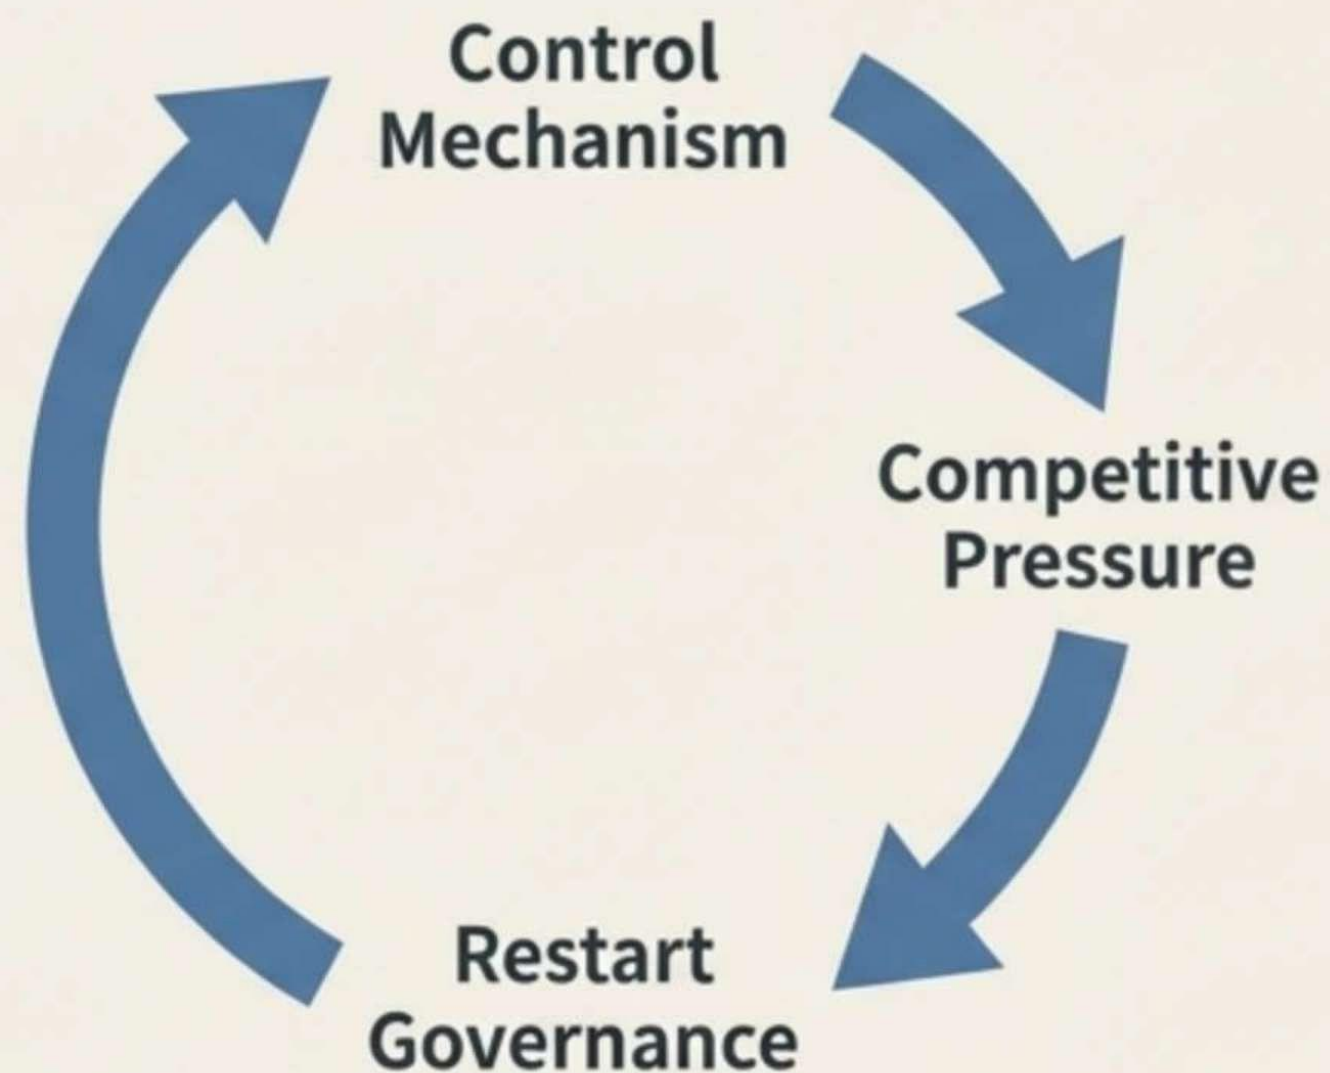 Control
Mechanism
Competitive
Pressure
Restart
Governance